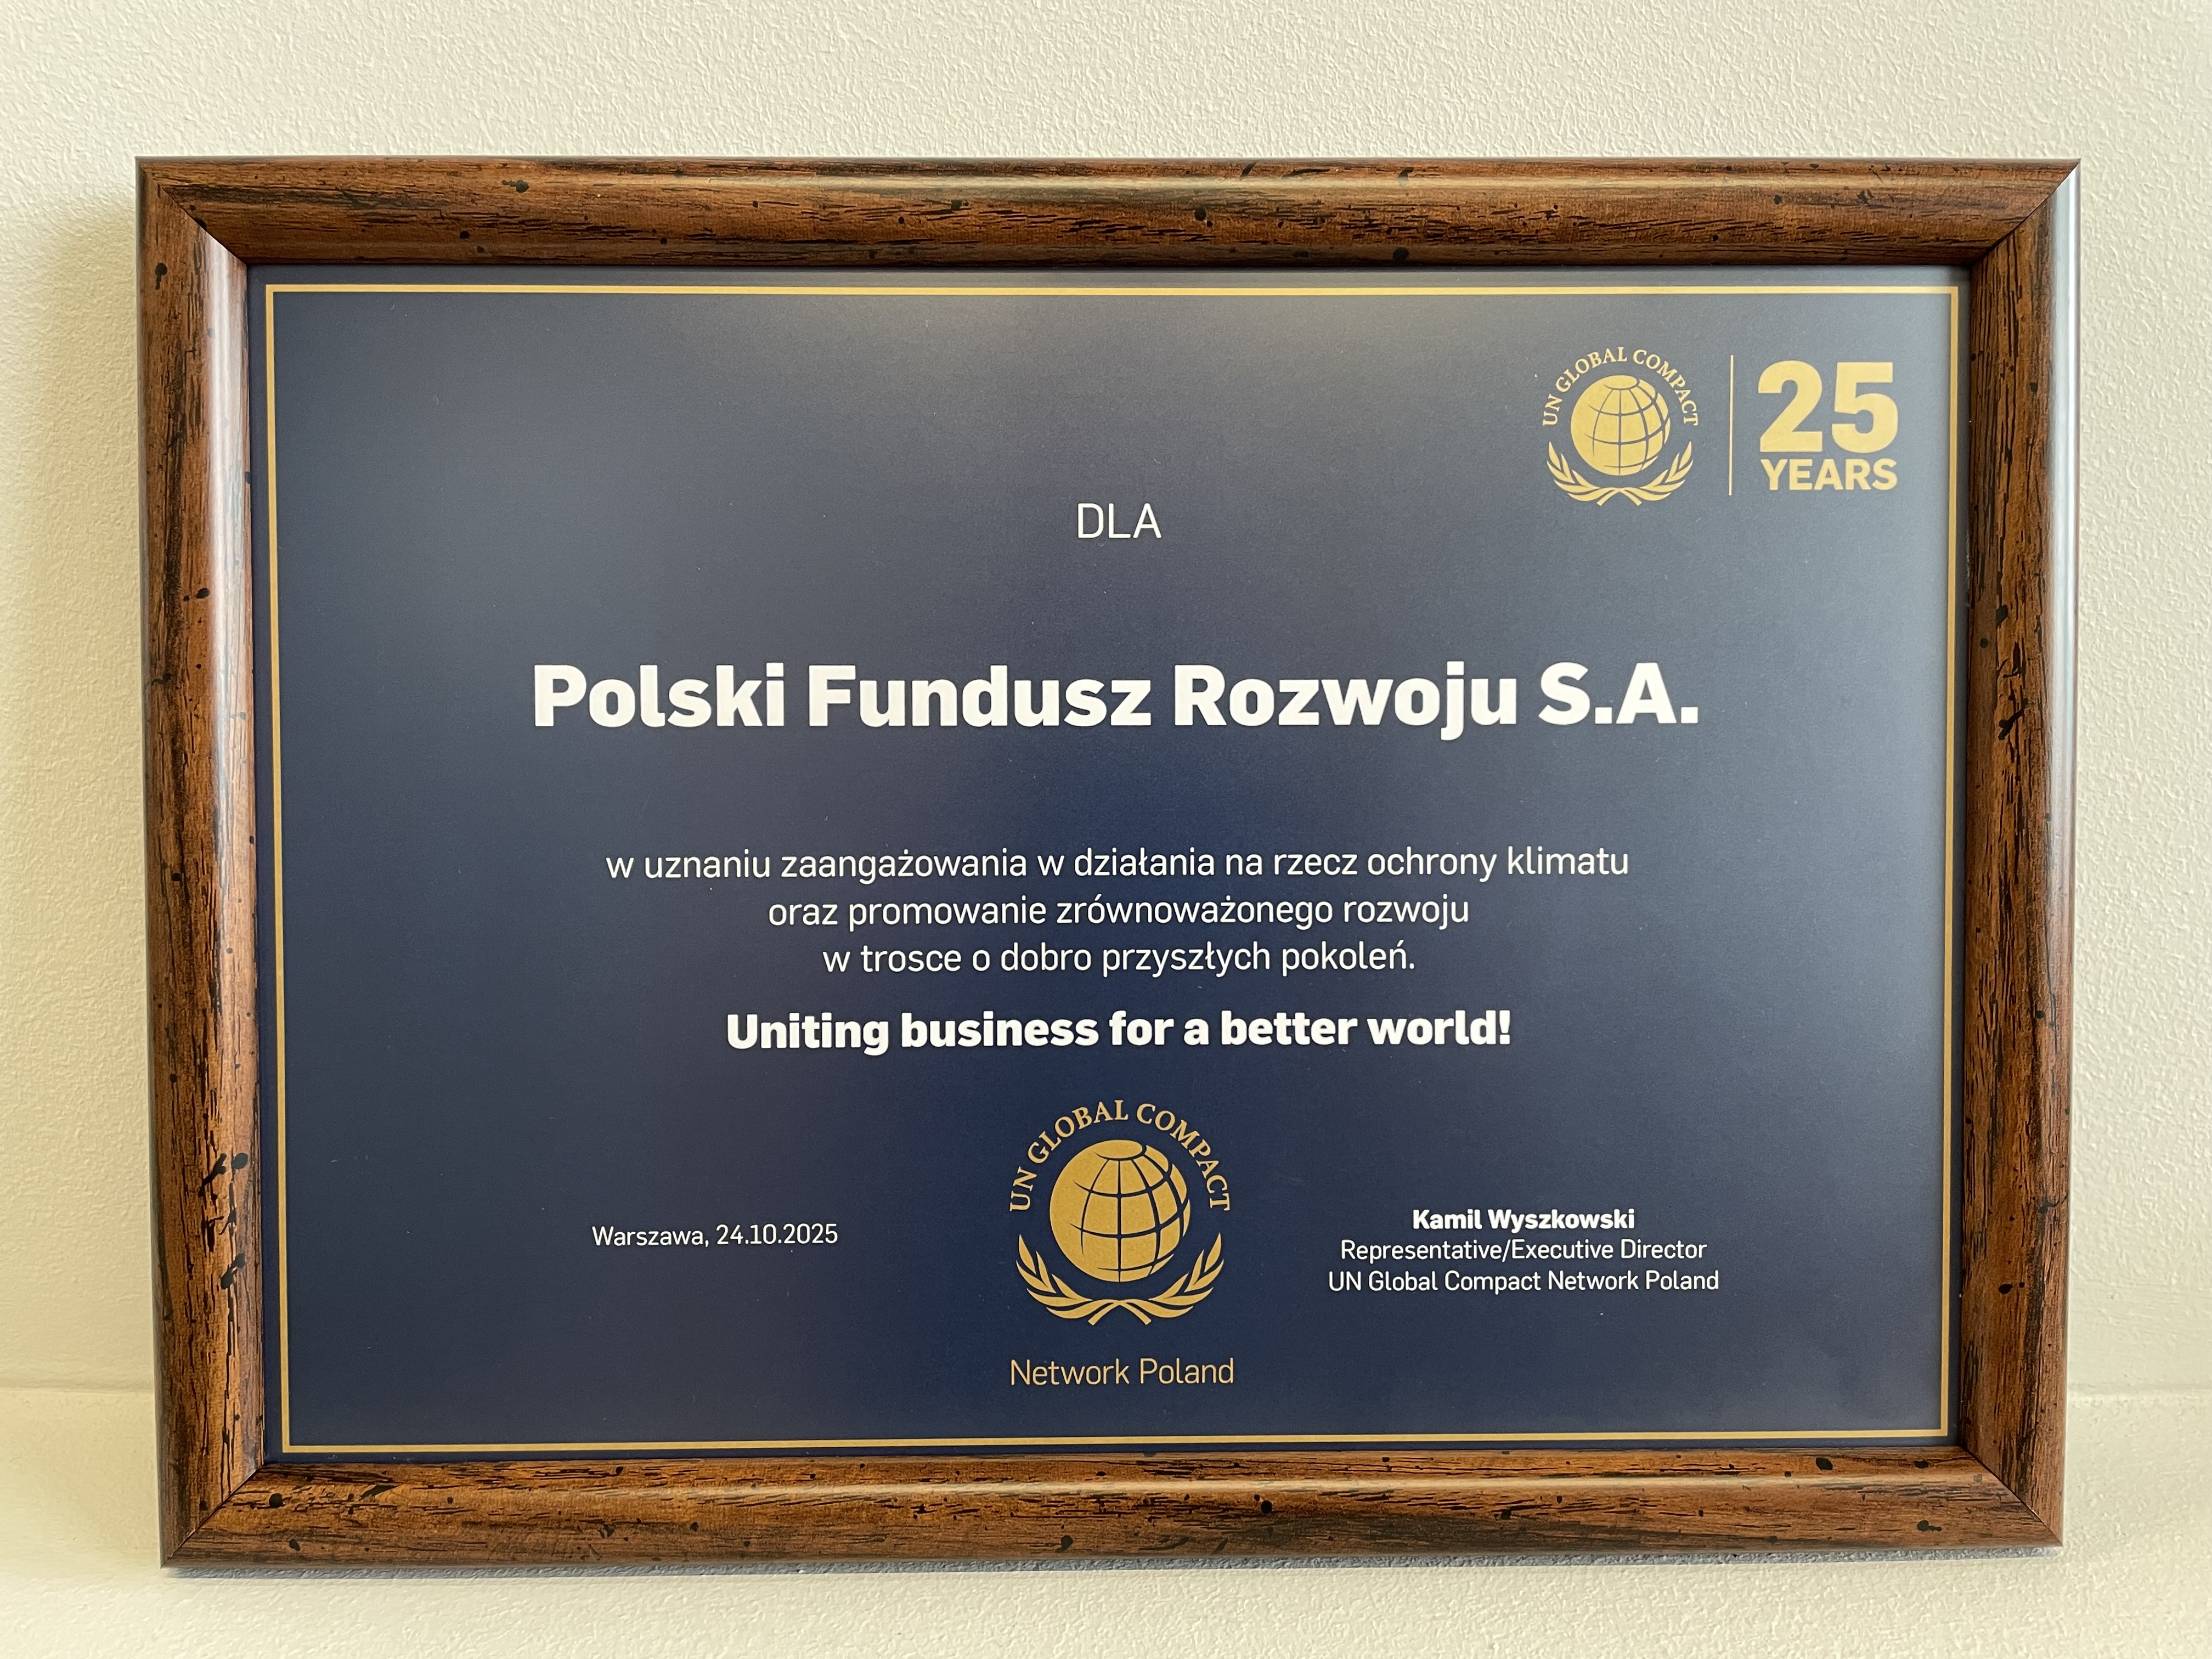 UN GLOBAL COMPACT
25
YEARS
DLA
Polski Fundusz Rozwoju S.A.
w uznaniu zaangażowania w działania na rzecz ochrony klimatu
oraz promowanie zrównoważonego rozwoju
w trosce o dobro przyszłych pokoleń.
Uniting business for a better world!
UN GLOBAL COMPACT
Warszawa, 24.10.2025
Kamil Wyszkowski
Representative/Executive Director
UN Global Compact Network Poland
Network Poland